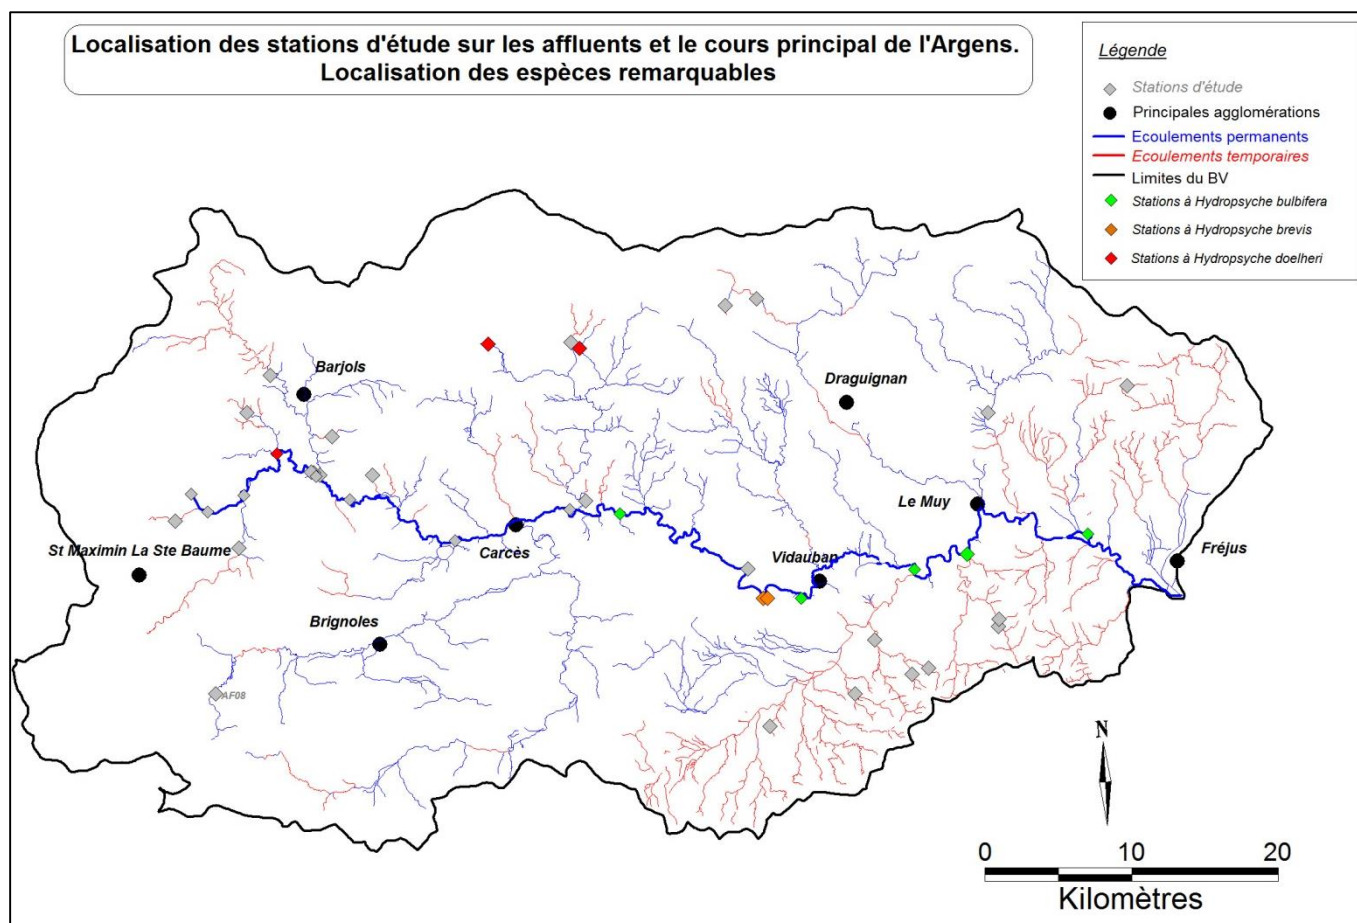 Localisation des stations d'étude sur les affluents et le cours principal de l'Argens.
Localisation des espèces remarquables
Légende
Stations d'étude
Principales agglomérations
Ecoulements permanents
Ecoulements temporaires
Limites du BV
Stations à Hydropsyche bulbifera
Stations à Hydropsyche brevis
Stations à Hydropsyche doelheri
Barjols
Draguignan
Le Muy
St Maximin La Ste Baume
Carcès
Vidauban
Fréjus
Brignoles
AF08
N
0 10 20
Kilomètres